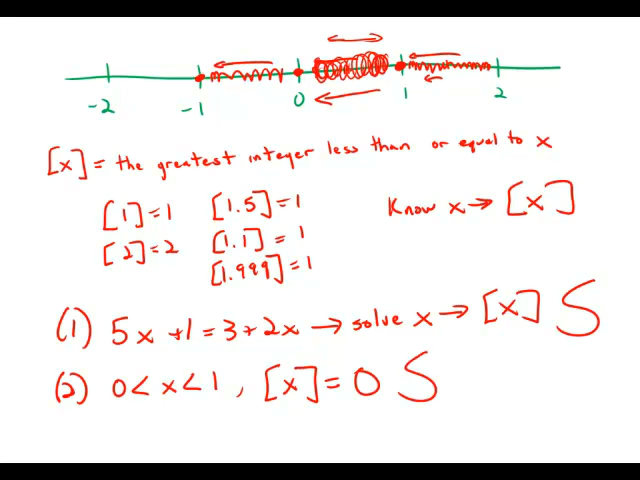 -2 -1 0 1 2
[x] = the greatest integer less than or equal to x
[1] = 1 [1.5] = 1 Know x → [x]
[2] = 2 [1.1] = 1
[1.999] = 1
(1) 5x + 1 = 3 + 2x → solve x → [x] S
(2) 0 < x < 1, [x] = 0 S